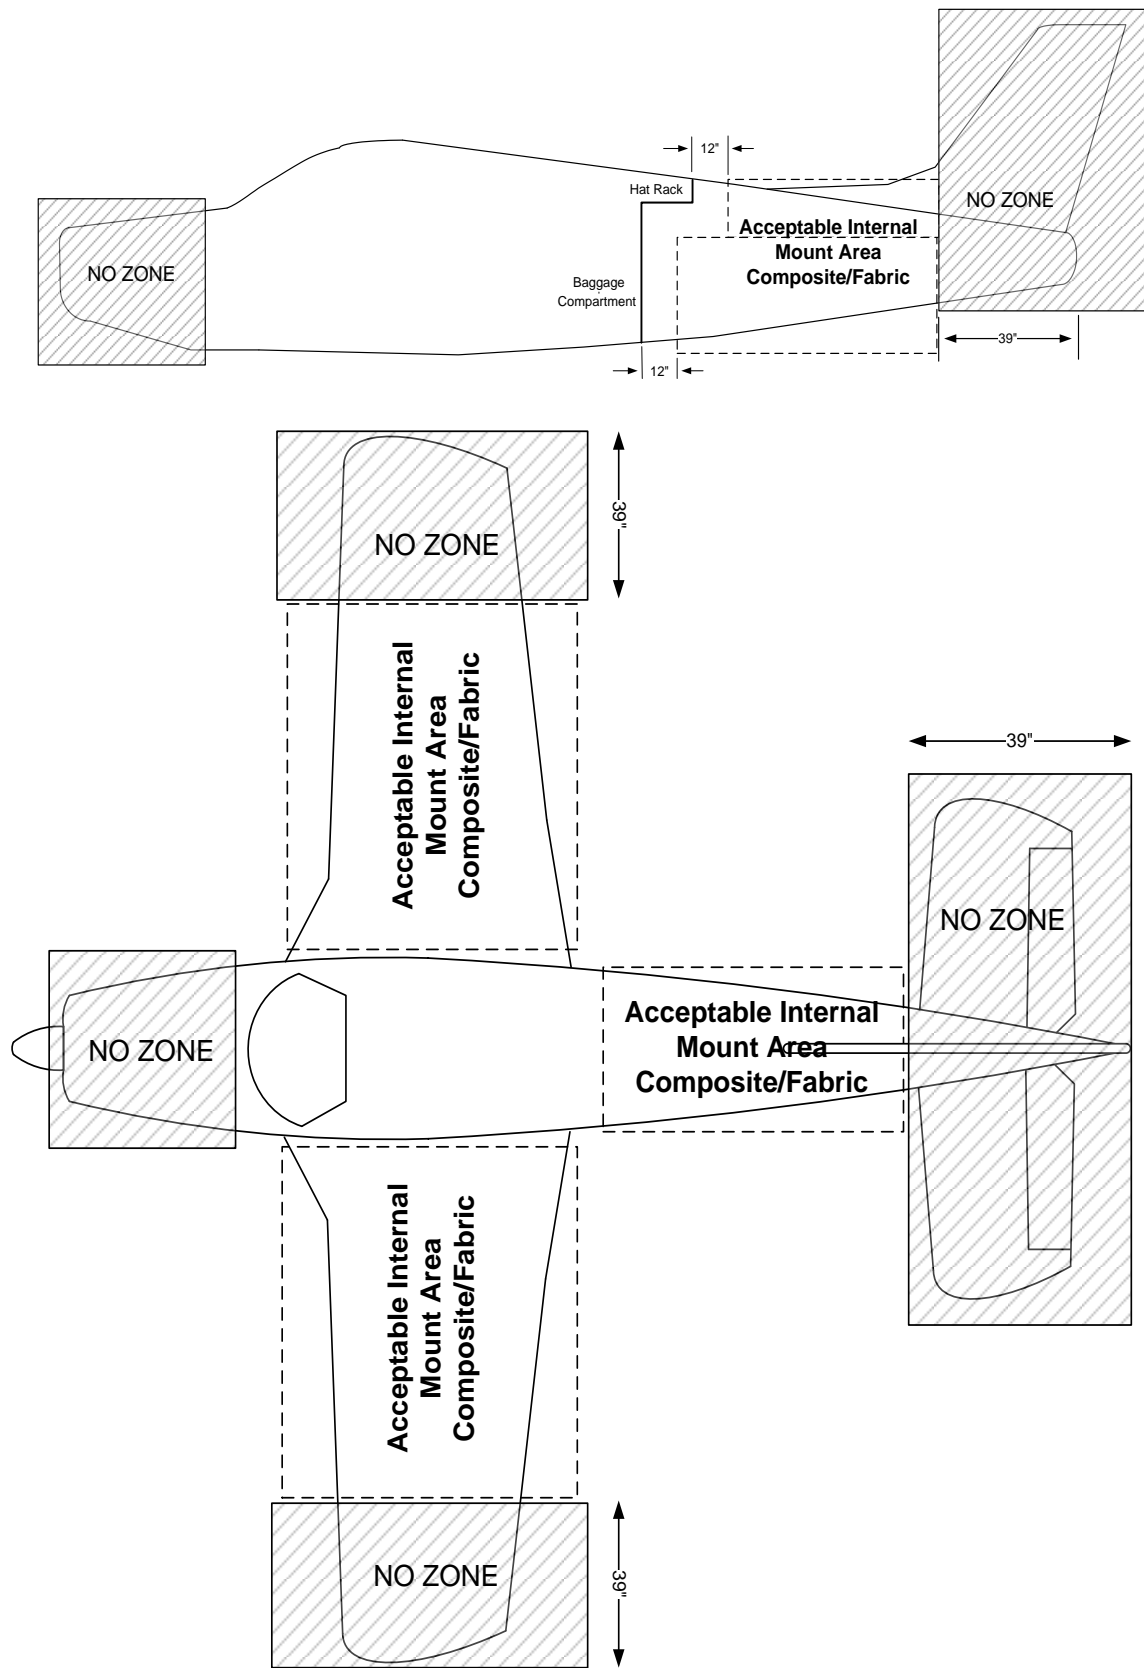 12"
Hat Rack
NO ZONE
Acceptable Internal
Mount Area
Composite/Fabric
NO ZONE
Baggage
Compartment
39"
12"
NO ZONE
39"
Acceptable Internal
Mount Area
Composite/Fabric
39"
NO ZONE
NO ZONE
Acceptable Internal
Mount Area
Composite/Fabric
Acceptable Internal
Mount Area
Composite/Fabric
NO ZONE
39"